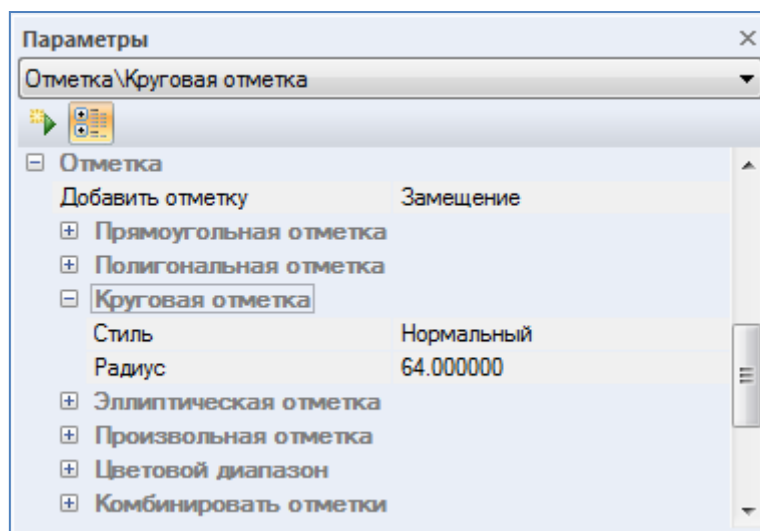 Параметры
Отметка\Круговая отметка
Отметка
Добавить отметку Замещение
Прямоугольная отметка
Полигональная отметка
Круговая отметка
Стиль Нормальный
Радиус 64.000000
Эллиптическая отметка
Произвольная отметка
Цветовой диапазон
Комбинировать отметки